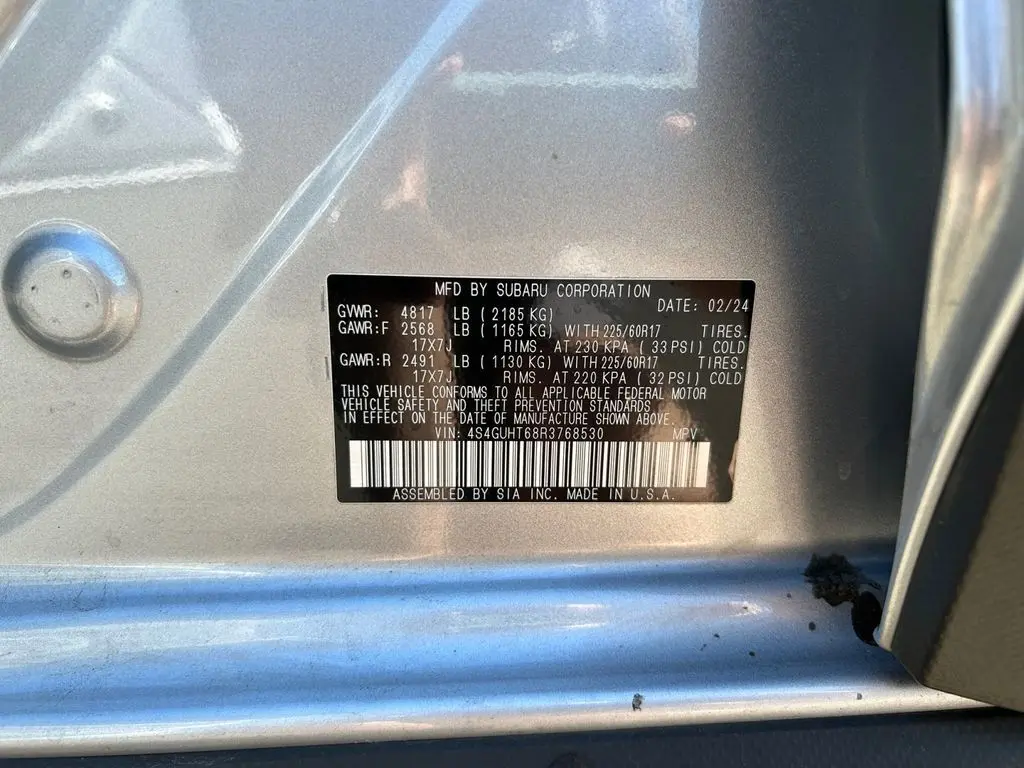 MFD BY SUBARU CORPORATION
GVWR: 4817 LB ( 2185 KG) DATE: 02/24
GAWR:F 2568 LB ( 1165 KG) WITH 225/60R17 TIRES.
17X7J RIMS. AT 230 KPA ( 33 PSI) COLD
GAWR:R 2491 LB ( 1130 KG) WITH 225/60R17 TIRES.
17X7J RIMS. AT 220 KPA ( 32 PSI) COLD
THIS VEHICLE CONFORMS TO ALL APPLICABLE FEDERAL MOTOR
VEHICLE SAFETY AND THEFT PREVENTION STANDARDS
IN EFFECT ON THE DATE OF MANUFACTURE SHOWN ABOVE.
VIN: 4S4GUHT68R3768530 MPV
ASSEMBLED BY SIA INC. MADE IN U.S.A.